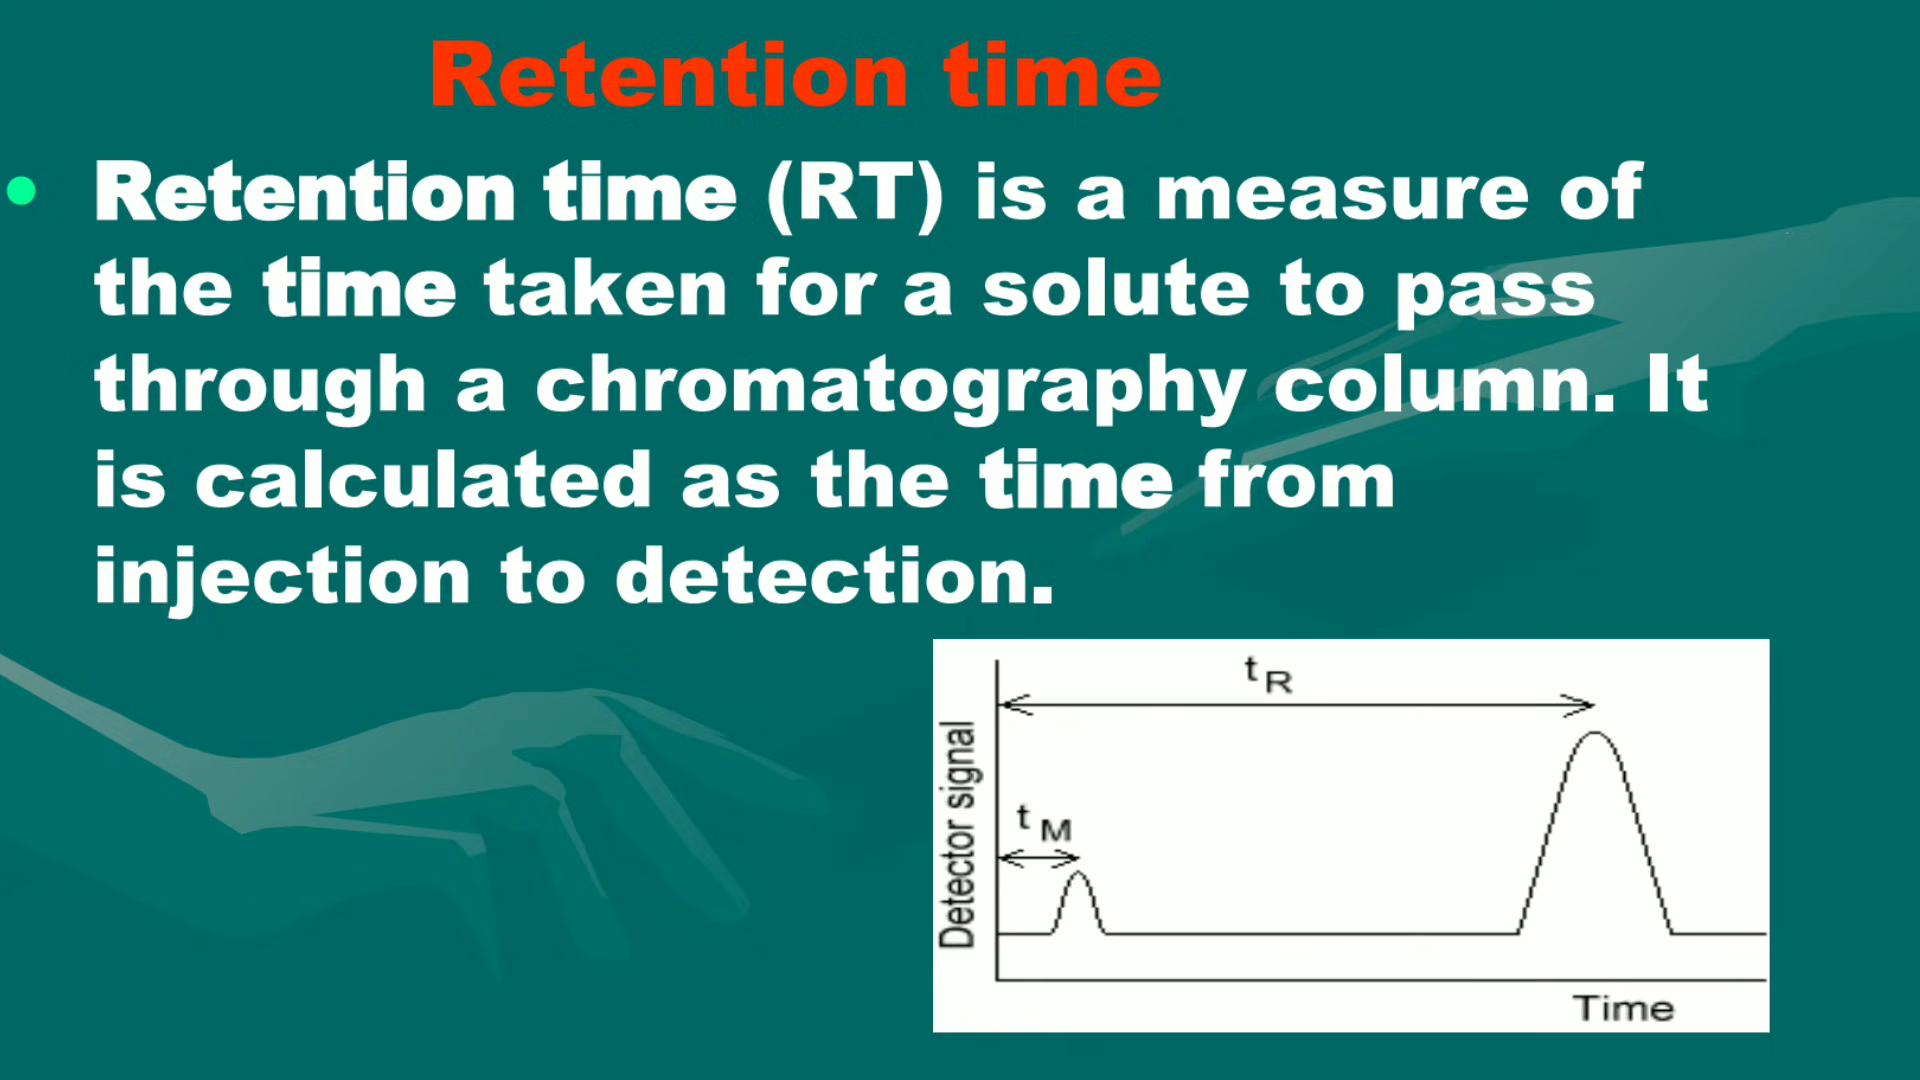 Retention time
• Retention time (RT) is a measure of
the time taken for a solute to pass
through a chromatography column. It
is calculated as the time from
injection to detection.
t R
t M
Detector signal
Time